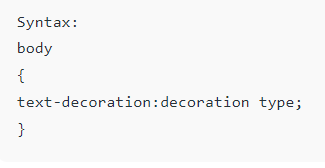 Syntax:
body
{
text-decoration:decoration type;
}